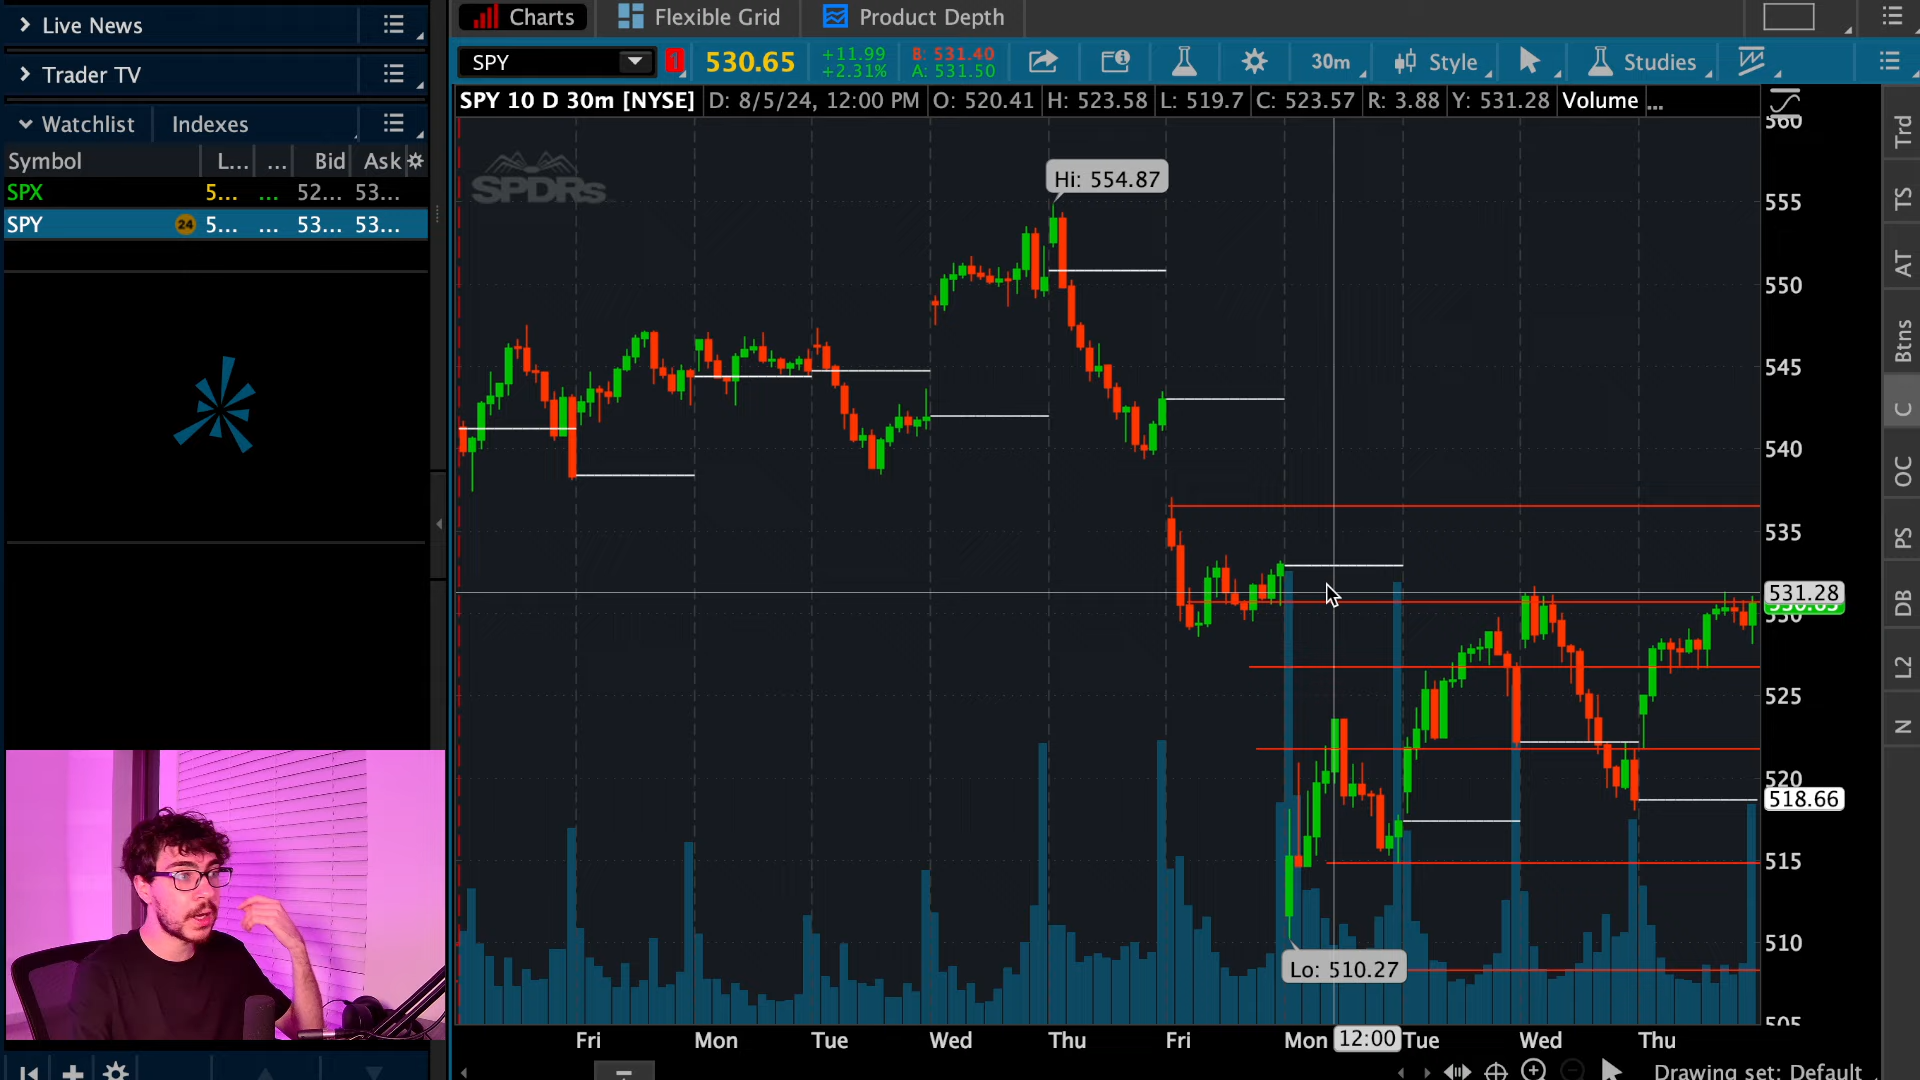 Live News
Trader TV
Watchlist Indexes
Symbol L... ... Bid Ask
SPX 5... ... 52... 53...
SPY 24 5... ... 53... 53...
Charts Flexible Grid Product Depth
SPY 1 530.65 +11.99 B: 531.40 30m Style Studies
+2.31% A: 531.50
SPY 10 D 30m [NYSE] D: 8/5/24, 12:00 PM O: 520.41 H: 523.58 L: 519.7 C: 523.57 R: 3.88 Y: 531.28 Volume ...
SPDRs
Hi: 554.87
Lo: 510.27
560
555
550
545
540
535
531.28
530
525
520
518.66
515
510
505
Fri Mon Tue Wed Thu Fri Mon 12:00 Tue Wed Thu
Drawing set: Default
Trd
TS
AT
Btns
C
OC
PS
DB
L2
N